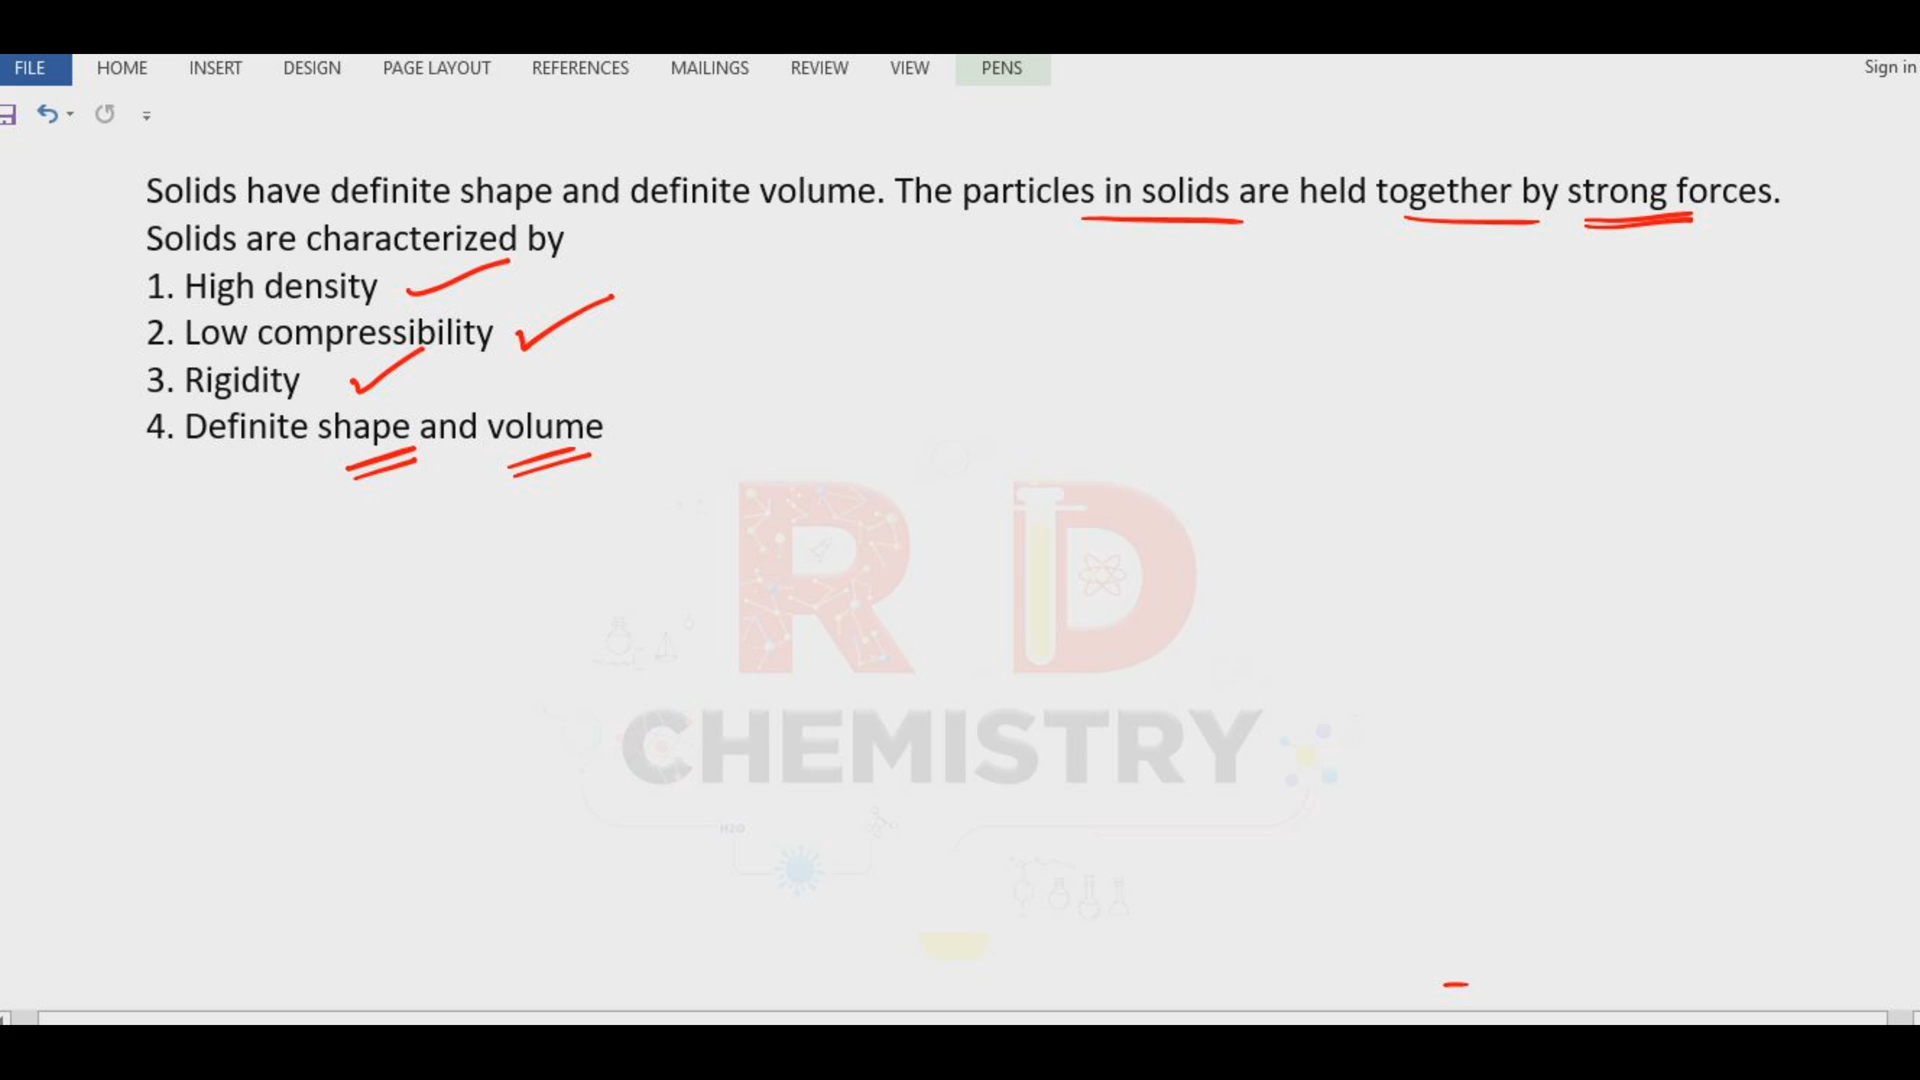 FILE HOME INSERT DESIGN PAGE LAYOUT REFERENCES MAILINGS REVIEW VIEW PENS Sign in
Solids have definite shape and definite volume. The particles in solids are held together by strong forces.
Solids are characterized by
1. High density
2. Low compressibility
3. Rigidity
4. Definite shape and volume
R D
CHEMISTRY
H2O